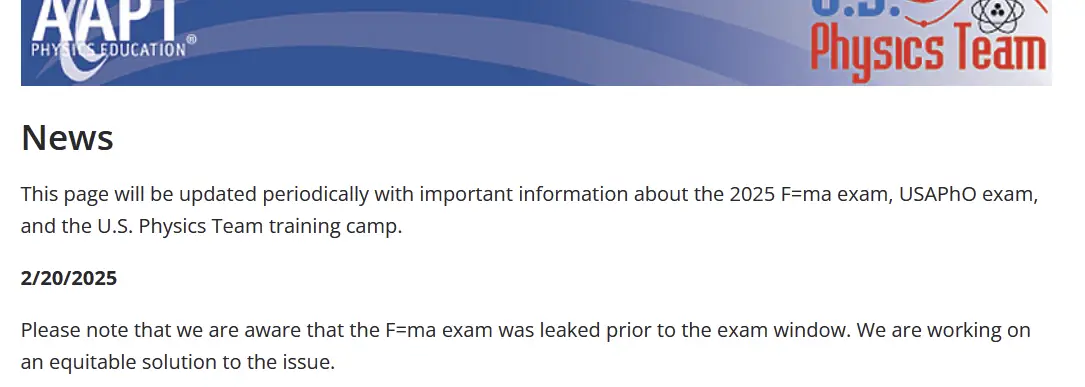 AAPT
PHYSICS EDUCATION®
U.S.
Physics Team
News
This page will be updated periodically with important information about the 2025 F=ma exam, USAPhO exam,
and the U.S. Physics Team training camp.
2/20/2025
Please note that we are aware that the F=ma exam was leaked prior to the exam window. We are working on
an equitable solution to the issue.